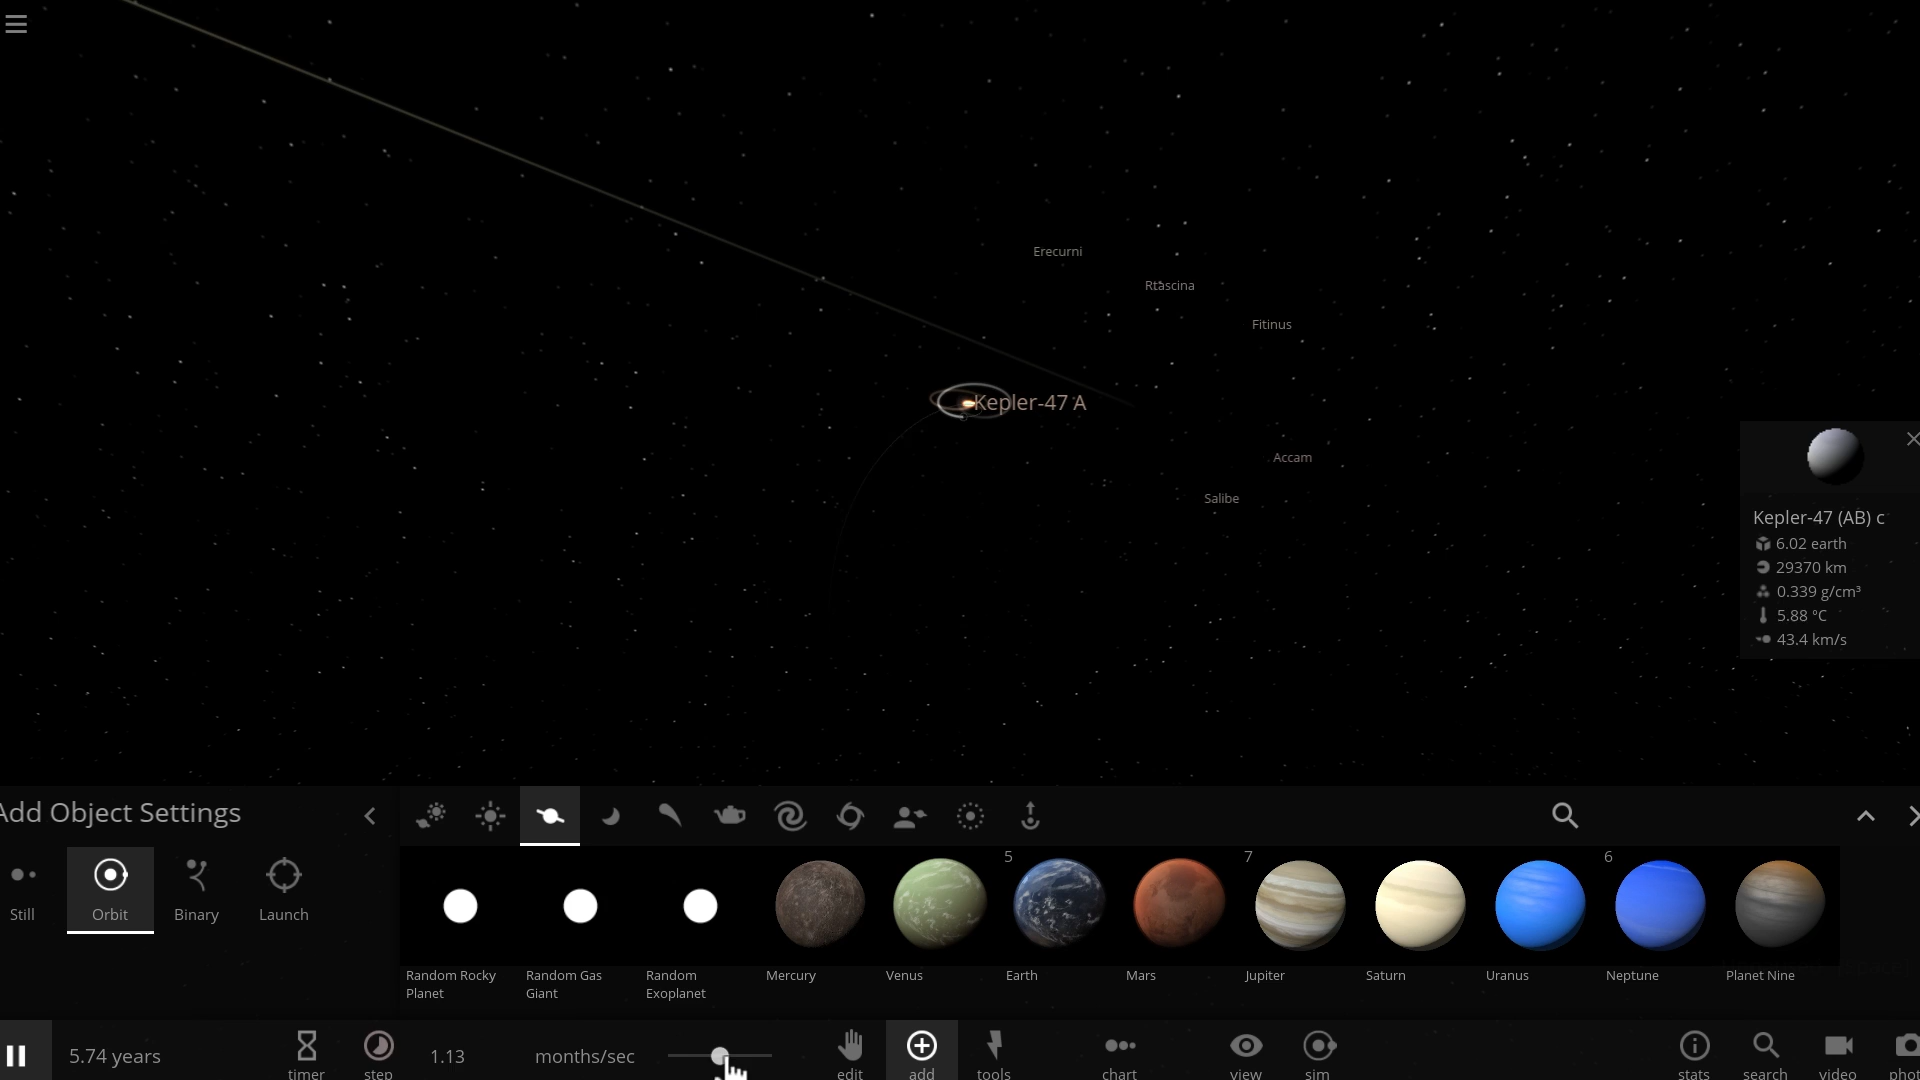 Erecurni
Rtascina
Fitinus
Kepler-47 A
Accam
Salibe
Kepler-47 (AB) c
6.02 earth
29370 km
0.339 g/cm³
5.88 °C
43.4 km/s
Add Object Settings
Still
Orbit
Binary
Launch
5
7
6
Random Rocky
Planet
Random Gas
Giant
Random
Exoplanet
Mercury
Venus
Earth
Mars
Jupiter
Saturn
Uranus
Neptune
Planet Nine
5.74 years
timer
step
1.13
months/sec
edit
add
tools
chart
view
sim
stats
search
video
phot